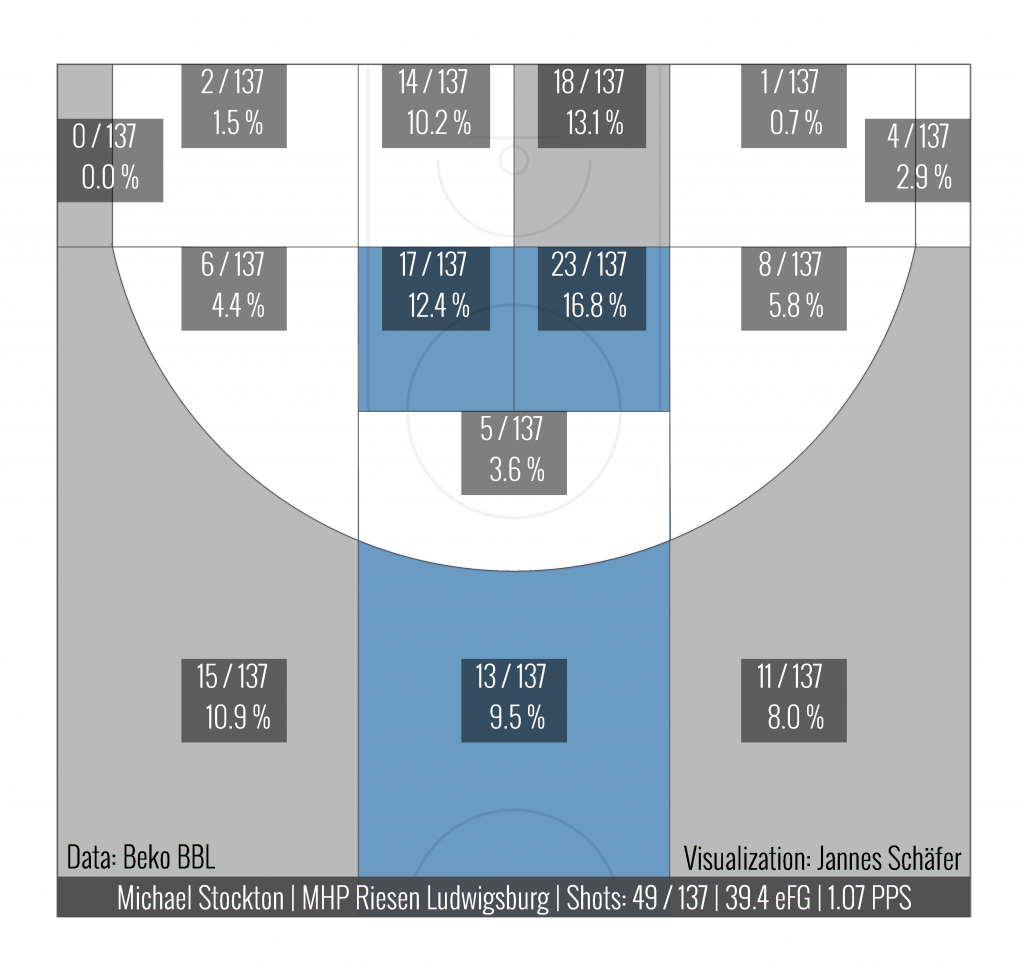 2 / 137
1.5 %
14 / 137
10.2 %
18 / 137
13.1 %
1 / 137
0.7 %
0 / 137
0.0 %
4 / 137
2.9 %
6 / 137
4.4 %
17 / 137
12.4 %
23 / 137
16.8 %
8 / 137
5.8 %
5 / 137
3.6 %
15 / 137
10.9 %
13 / 137
9.5 %
11 / 137
8.0 %
Data: Beko BBL
Visualization: Jannes Schäfer
Michael Stockton | MHP Riesen Ludwigsburg | Shots: 49 / 137 | 39.4 eFG | 1.07 PPS